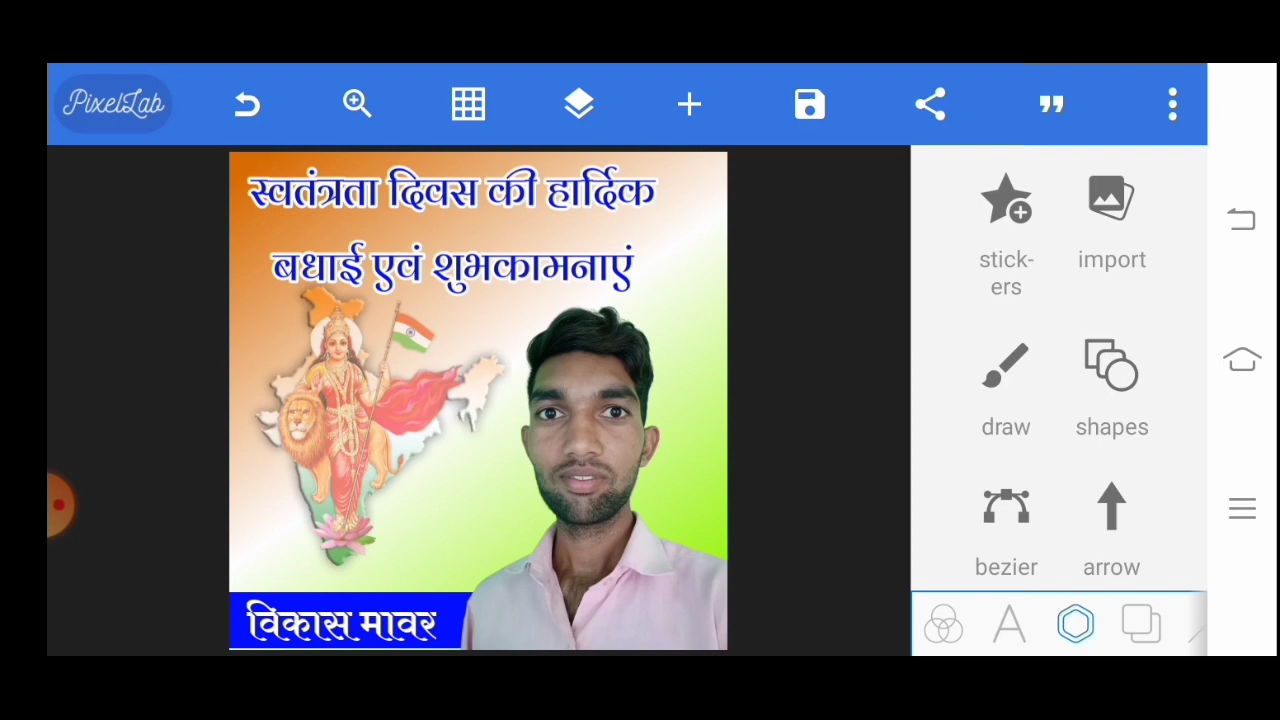 PixelLab
स्वतंत्रता दिवस की हार्दिक
बधाई एवं शुभकामनाएं
विकास मावर
stick-
ers
import
draw
shapes
bezier
arrow